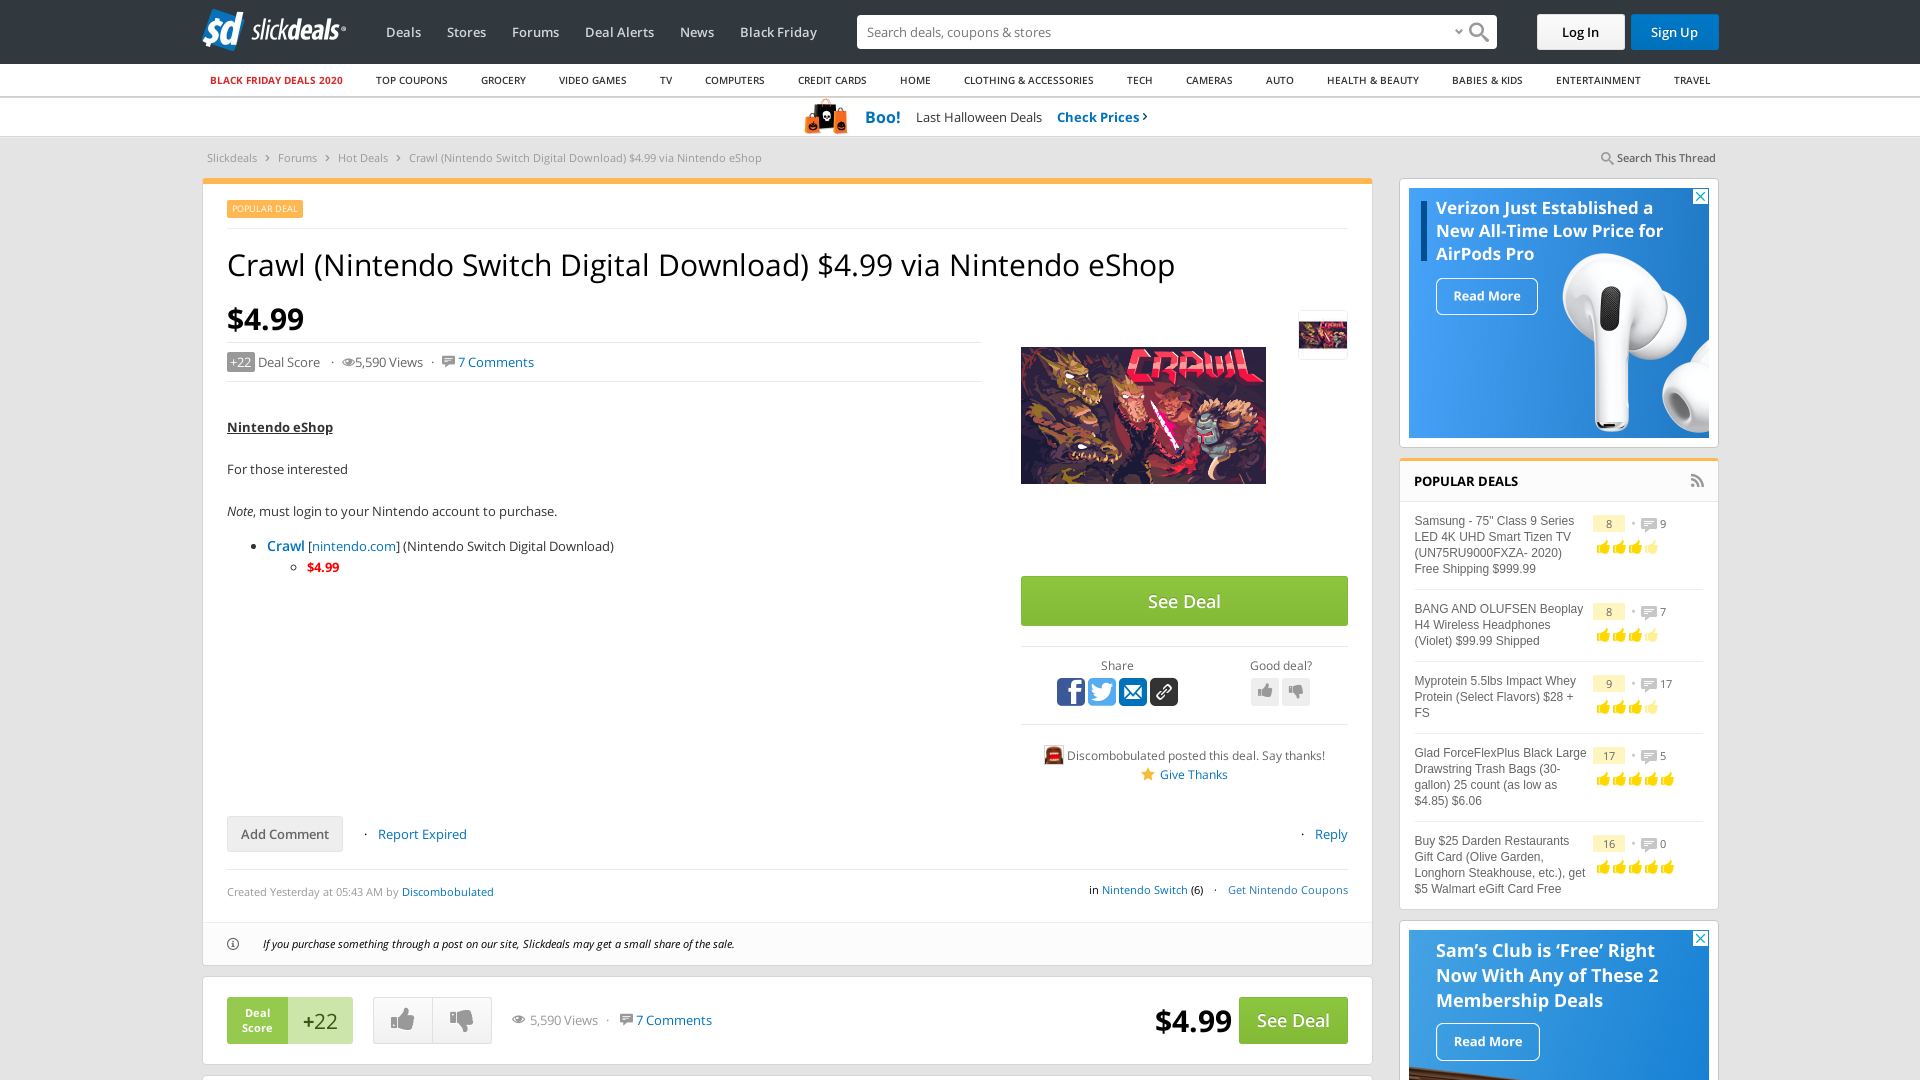 sd slickdeals
Deals Stores Forums Deal Alerts News Black Friday
Search deals, coupons & stores
Log In Sign Up
BLACK FRIDAY DEALS 2020 TOP COUPONS GROCERY VIDEO GAMES TV COMPUTERS CREDIT CARDS HOME CLOTHING & ACCESSORIES TECH CAMERAS AUTO HEALTH & BEAUTY BABIES & KIDS ENTERTAINMENT TRAVEL
Boo! Last Halloween Deals Check Prices ›
Slickdeals › Forums › Hot Deals › Crawl (Nintendo Switch Digital Download) $4.99 via Nintendo eShop
Search This Thread
POPULAR DEAL
Crawl (Nintendo Switch Digital Download) $4.99 via Nintendo eShop
$4.99
+22 Deal Score · 5,590 Views · 7 Comments
Nintendo eShop
For those interested
Note, must login to your Nintendo account to purchase.
• Crawl [nintendo.com] (Nintendo Switch Digital Download)
◦ $4.99
CRAWL
CRAWL
See Deal
Share
Good deal?
Discombobulated posted this deal. Say thanks!
Give Thanks
Add Comment · Report Expired
· Reply
Created Yesterday at 05:43 AM by Discombobulated
in Nintendo Switch (6) · Get Nintendo Coupons
If you purchase something through a post on our site, Slickdeals may get a small share of the sale.
Deal
Score
+22
5,590 Views · 7 Comments
$4.99 See Deal
Verizon Just Established a
New All-Time Low Price for
AirPods Pro
Read More
POPULAR DEALS
Samsung - 75" Class 9 Series
LED 4K UHD Smart Tizen TV
(UN75RU9000FXZA- 2020)
Free Shipping $999.99
8 • 9
BANG AND OLUFSEN Beoplay
H4 Wireless Headphones
(Violet) $99.99 Shipped
8 • 7
Myprotein 5.5lbs Impact Whey
Protein (Select Flavors) $28 +
FS
9 • 17
Glad ForceFlexPlus Black Large
Drawstring Trash Bags (30-
gallon) 25 count (as low as
$4.85) $6.06
17 • 5
Buy $25 Darden Restaurants
Gift Card (Olive Garden,
Longhorn Steakhouse, etc.), get
$5 Walmart eGift Card Free
16 • 0
Sam's Club is ‘Free’ Right
Now With Any of These 2
Membership Deals
Read More